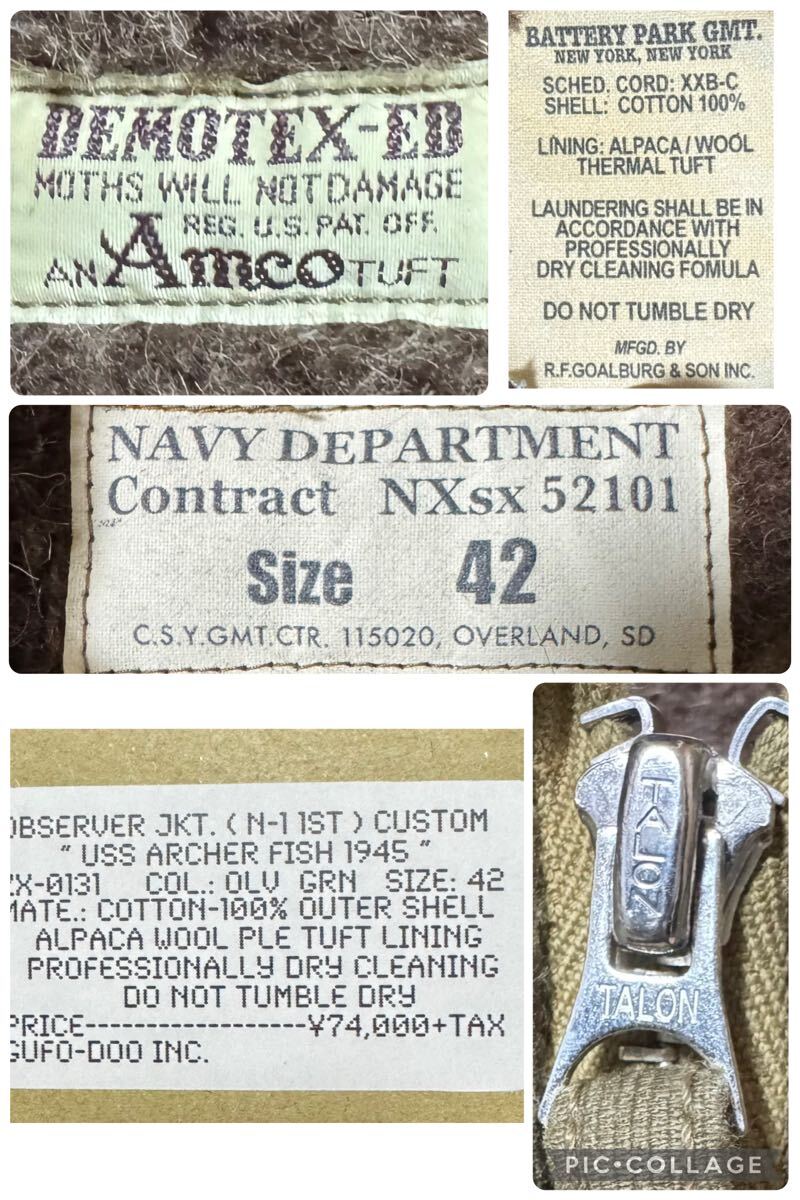 DEMOTEX-ED
MOTHS WILL NOT DAMAGE
REG. U.S. PAT. OFF.
AN Amco TUFT
BATTERY PARK GMT.
NEW YORK, NEW YORK
SCHED. CORD: XXB-C
SHELL: COTTON 100%
LINING: ALPACA/WOOL
THERMAL TUFT
LAUNDERING SHALL BE IN
ACCORDANCE WITH
PROFESSIONALLY
DRY CLEANING FOMULA
DO NOT TUMBLE DRY
MFGD. BY
R.F.GOALBURG & SON INC.
NAVY DEPARTMENT
Contract NXsx 52101
Size 42
C.S.Y.GMT.CTR. 115020, OVERLAND, SD
OBSERVER JKT. ( N-1 1ST ) CUSTOM
" USS ARCHER FISH 1945 "
X-0131 COL.: OLV GRN SIZE: 42
MATE.: COTTON-100% OUTER SHELL
ALPACA WOOL PLE TUFT LINING
PROFESSIONALLY DRY CLEANING
DO NOT TUMBLE DRY
PRICE------------------¥74,000+TAX
GUFO-DOO INC.
TALON
TALON
PIC•COLLAGE